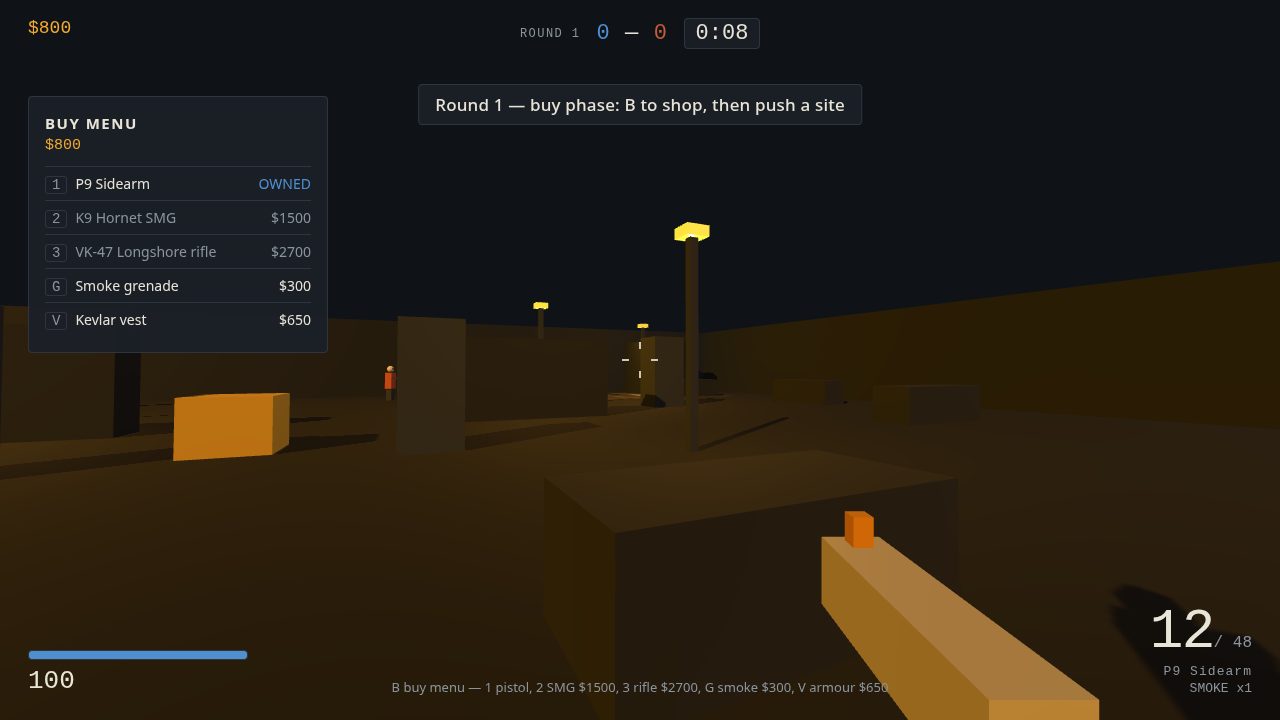 $800
ROUND 1 0 — 0 0:08
Round 1 — buy phase: B to shop, then push a site
BUY MENU
$800
1 P9 Sidearm OWNED
2 K9 Hornet SMG $1500
3 VK-47 Longshore rifle $2700
G Smoke grenade $300
V Kevlar vest $650
12 / 48
P9 Sidearm
SMOKE x1
100
B buy menu — 1 pistol, 2 SMG $1500, 3 rifle $2700, G smoke $300, V armour $650